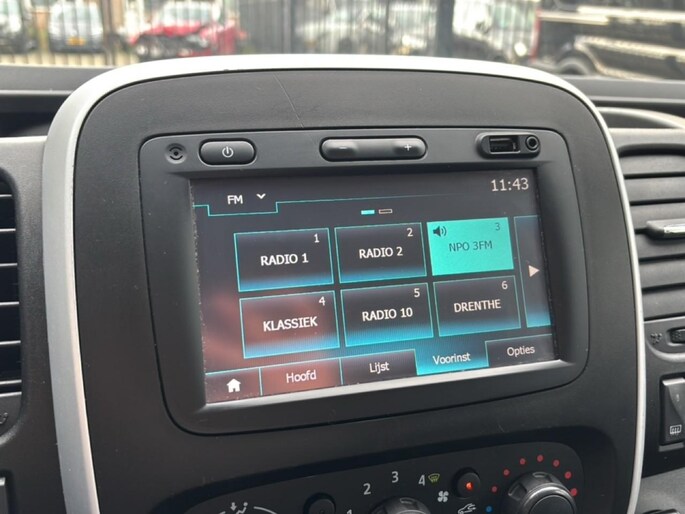 − +
FM 11:43
1 2 3
RADIO 1 RADIO 2 NPO 3FM
4 5 6
KLASSIEK RADIO 10 DRENTHE
Hoofd Lijst Voorinst Opties
1 2 3 4